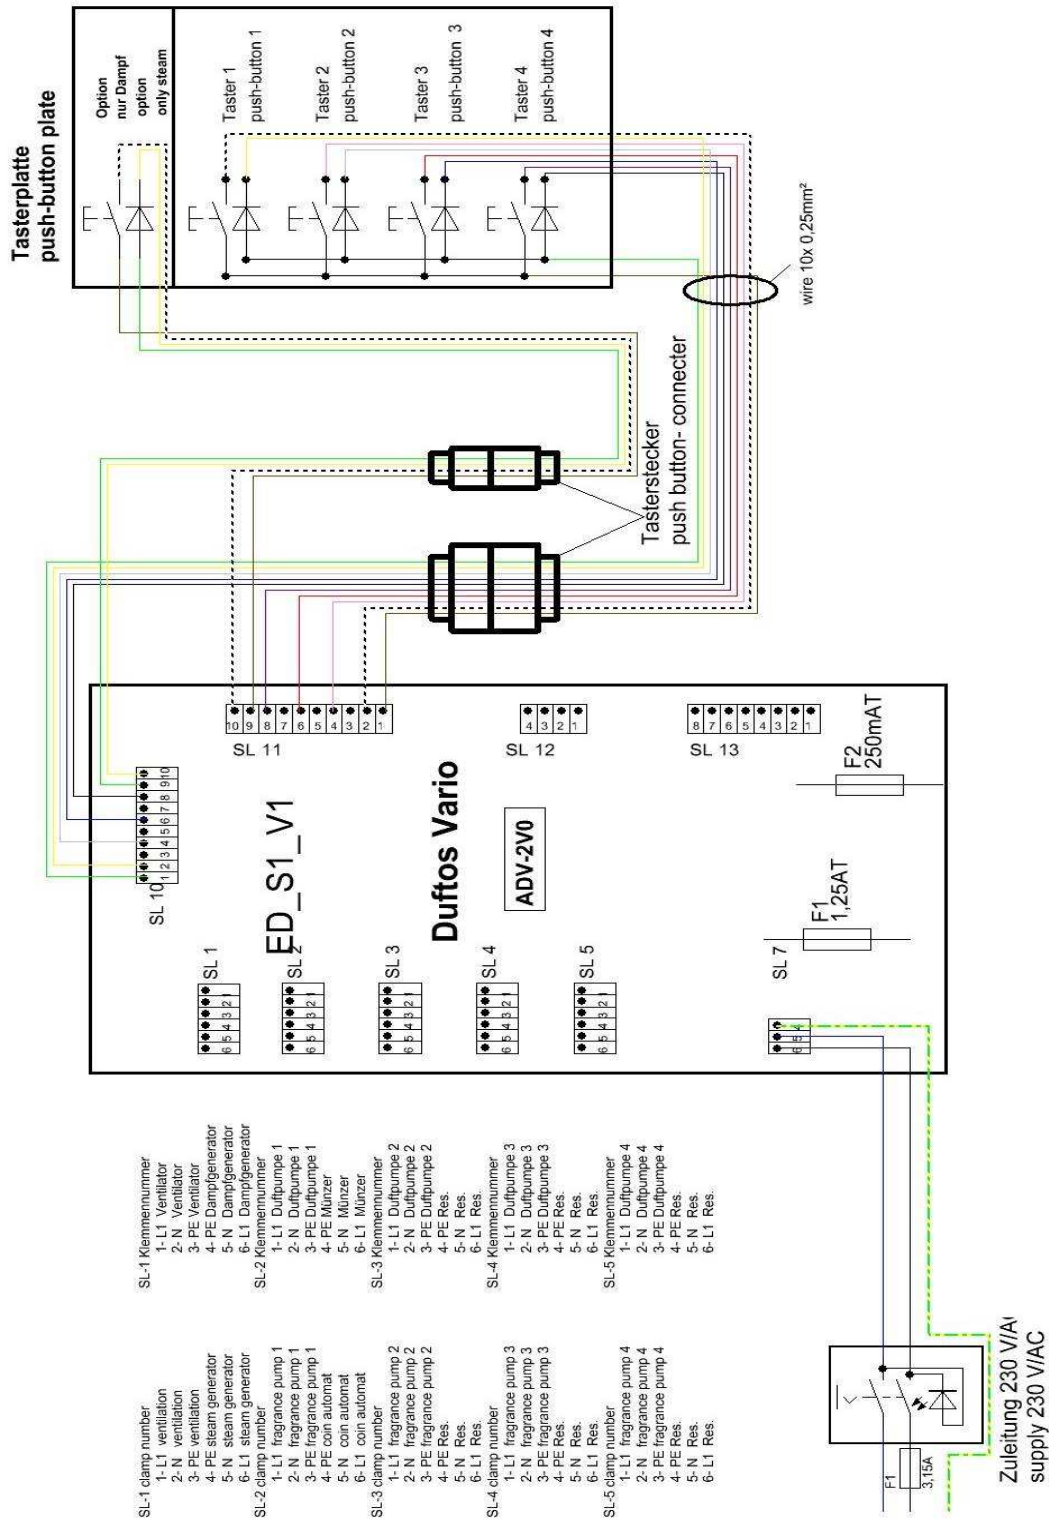 Tasterplatte
push-button plate
Option
nur Dampf
option
only steam
Taster 1
push-button 1
Taster 2
push-button 2
Taster 3
push-button 3
Taster 4
push-button 4
wire 10x 0,25mm²
Tasterstecker
push button- connecter
SL 10
1 2 3 4 5 6 7 8 9 10
SL 11
10 9 8 7 6 5 4 3 2 1
SL 12
4 3 2 1
SL 13
8 7 6 5 4 3 2 1
ED_S1_V1
Duftos Vario
ADV-2V0
F2
250mAT
F1
1,25AT
SL 1
6 5 4 3 2 1
SL 2
6 5 4 3 2 1
SL 3
6 5 4 3 2 1
SL 4
6 5 4 3 2 1
SL 5
6 5 4 3 2 1
SL 7
6 5 4
SL-1 Klemmennummer
1- L1 Ventilator
2- N Ventilator
3- PE Ventilator
4- PE Dampfgenerator
5- N Dampfgenerator
6- L1 Dampfgenerator
SL-2 Klemmennummer
1- L1 Duftpumpe 1
2- N Duftpumpe 1
3- PE Duftpumpe 1
4- PE Münzer
5- N Münzer
6- L1 Münzer
SL-3 Klemmennummer
1- L1 Duftpumpe 2
2- N Duftpumpe 2
3- PE Duftpumpe 2
4- PE Res.
5- N Res.
6- L1 Res.
SL-4 Klemmennummer
1- L1 Duftpumpe 3
2- N Duftpumpe 3
3- PE Duftpumpe 3
4- PE Res.
5- N Res.
6- L1 Res.
SL-5 Klemmennummer
1- L1 Duftpumpe 4
2- N Duftpumpe 4
3- PE Duftpumpe 4
4- PE Res.
5- N Res.
6- L1 Res.
SL-1 clamp number
1- L1 ventilation
2- N ventilation
3- PE ventilation
4- PE steam generator
5- N steam generator
6- L1 steam generator
SL-2 clamp number
1- L1 fragrance pump 1
2- N fragrance pump 1
3- PE fragrance pump 1
4- PE coin automat
5- N coin automat
6- L1 coin automat
SL-3 clamp number
1- L1 fragrance pump 2
2- N fragrance pump 2
3- PE fragrance pump 2
4- PE Res.
5- N Res.
6- L1 Res.
SL-4 clamp number
1- L1 fragrance pump 3
2- N fragrance pump 3
3- PE fragrance pump 3
4- PE Res.
5- N Res.
6- L1 Res.
SL-5 clamp number
1- L1 fragrance pump 4
2- N fragrance pump 4
3- PE fragrance pump 4
4- PE Res.
5- N Res.
6- L1 Res.
F1
3,15A
Zuleitung 230 V/A
supply 230 V/AC